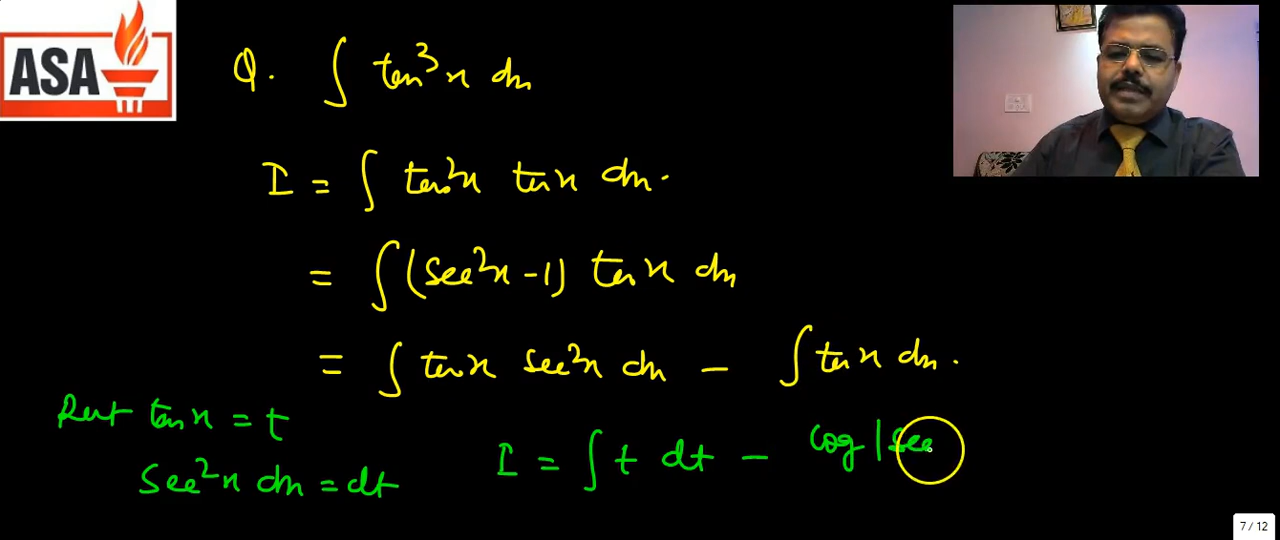 ASA
Q. ∫ tan³x dx
I = ∫ tan²x tan x dx.
= ∫ (sec²x - 1) tan x dx
= ∫ tan x sec²x dx - ∫ tan x dx.
Put tan x = t
sec²x dx = dt
I = ∫ t dt - log |sec
7 / 12